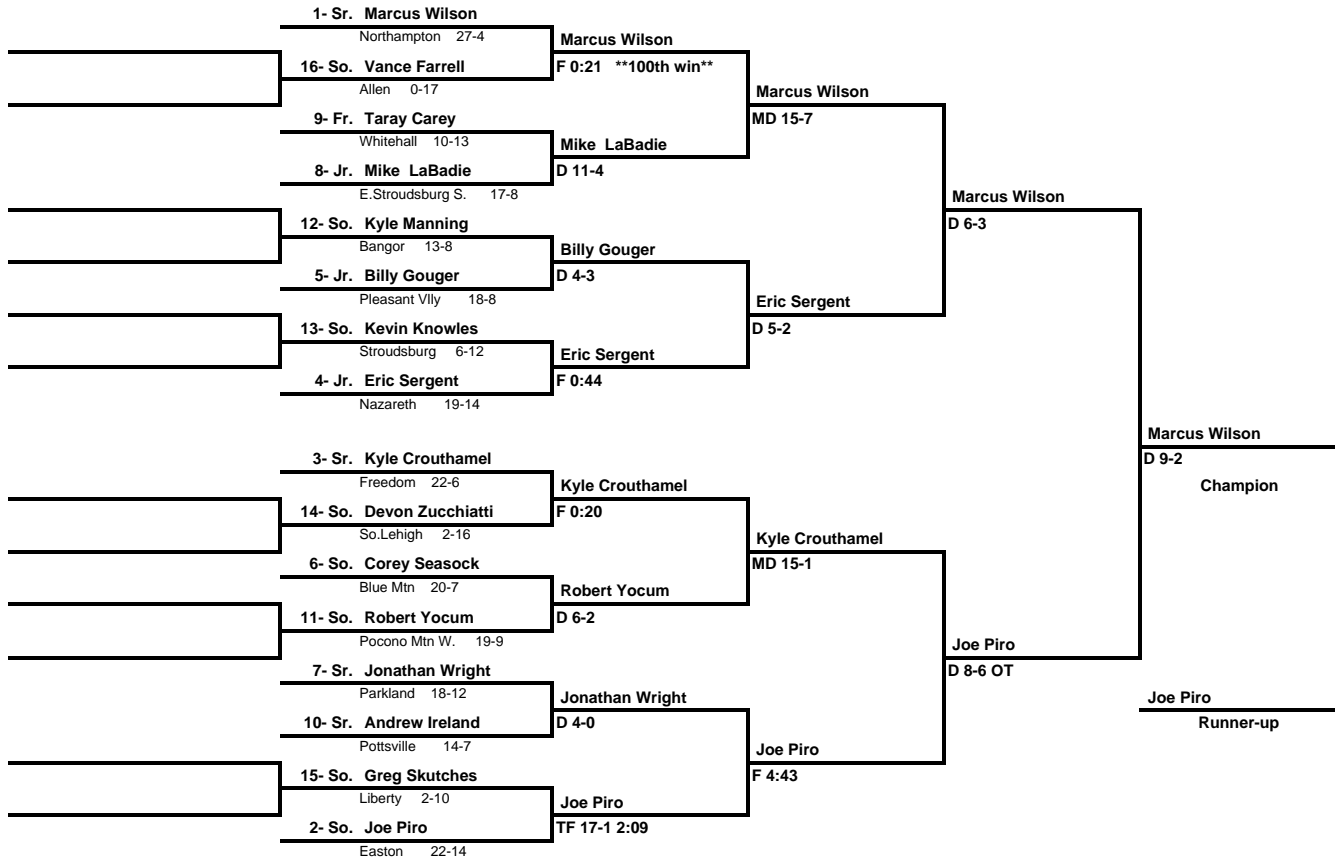 1- Sr. Marcus Wilson
Northampton 27-4
Marcus Wilson
16- So. Vance Farrell
F 0:21 **100th win**
Allen 0-17
Marcus Wilson
9- Fr. Taray Carey
MD 15-7
Whitehall 10-13
Mike LaBadie
8- Jr. Mike LaBadie
D 11-4
E.Stroudsburg S. 17-8
Marcus Wilson
12- So. Kyle Manning
D 6-3
Bangor 13-8
Billy Gouger
5- Jr. Billy Gouger
D 4-3
Pleasant Vlly 18-8
Eric Sergent
13- So. Kevin Knowles
D 5-2
Stroudsburg 6-12
Eric Sergent
4- Jr. Eric Sergent
F 0:44
Nazareth 19-14
Marcus Wilson
3- Sr. Kyle Crouthamel
D 9-2
Freedom 22-6
Kyle Crouthamel
Champion
14- So. Devon Zucchiatti
F 0:20
So.Lehigh 2-16
Kyle Crouthamel
6- So. Corey Seasock
MD 15-1
Blue Mtn 20-7
Robert Yocum
11- So. Robert Yocum
D 6-2
Pocono Mtn W. 19-9
Joe Piro
7- Sr. Jonathan Wright
D 8-6 OT
Parkland 18-12
Jonathan Wright
Joe Piro
10- Sr. Andrew Ireland
D 4-0
Runner-up
Pottsville 14-7
Joe Piro
15- So. Greg Skutches
F 4:43
Liberty 2-10
Joe Piro
2- So. Joe Piro
TF 17-1 2:09
Easton 22-14